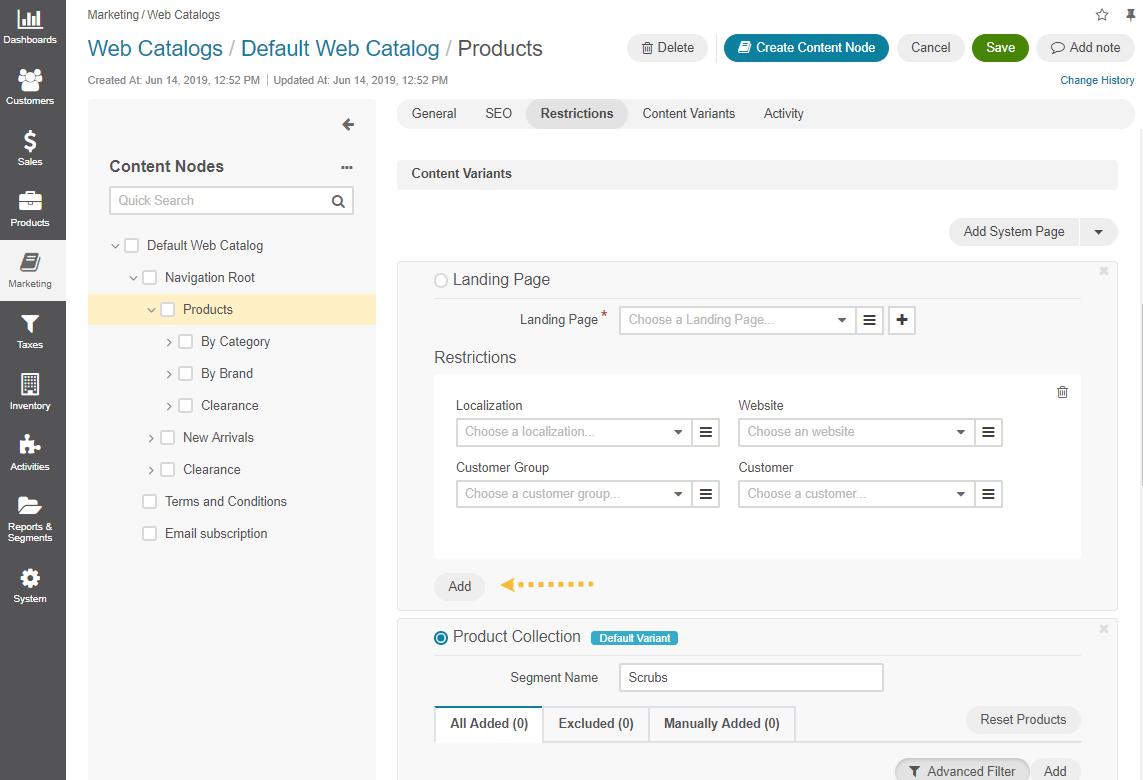 Dashboards
Customers
Sales
Products
Marketing
Taxes
Inventory
Activities
Reports &
Segments
System
Marketing / Web Catalogs
Web Catalogs / Default Web Catalog / Products
Delete
Create Content Node
Cancel
Save
Add note
Created At: Jun 14, 2019, 12:52 PM | Updated At: Jun 14, 2019, 12:52 PM
Change History
Content Nodes
Quick Search
Default Web Catalog
Navigation Root
Products
By Category
By Brand
Clearance
New Arrivals
Clearance
Terms and Conditions
Email subscription
General SEO Restrictions Content Variants Activity
Content Variants
Add System Page
Landing Page
Landing Page * Choose a Landing Page...
Restrictions
Localization Website
Choose a localization... Choose an website
Customer Group Customer
Choose a customer group... Choose a customer...
Add
Product Collection Default Variant
Segment Name Scrubs
All Added (0) Excluded (0) Manually Added (0) Reset Products
Advanced Filter Add